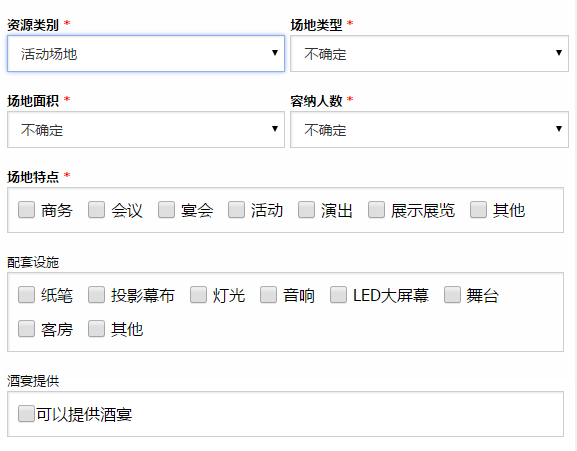 资源类别 * 场地类型 *
活动场地 不确定
场地面积 * 容纳人数 *
不确定 不确定
场地特点 *
商务 会议 宴会 活动 演出 展示展览 其他
配套设施
纸笔 投影幕布 灯光 音响 LED大屏幕 舞台
客房 其他
酒宴提供
可以提供酒宴